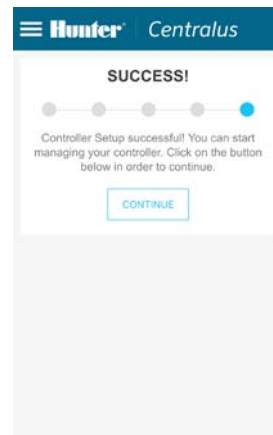 Hunter® Centralus
SUCCESS!
Controller Setup successful! You can start
managing your controller. Click on the button
below in order to continue.
CONTINUE